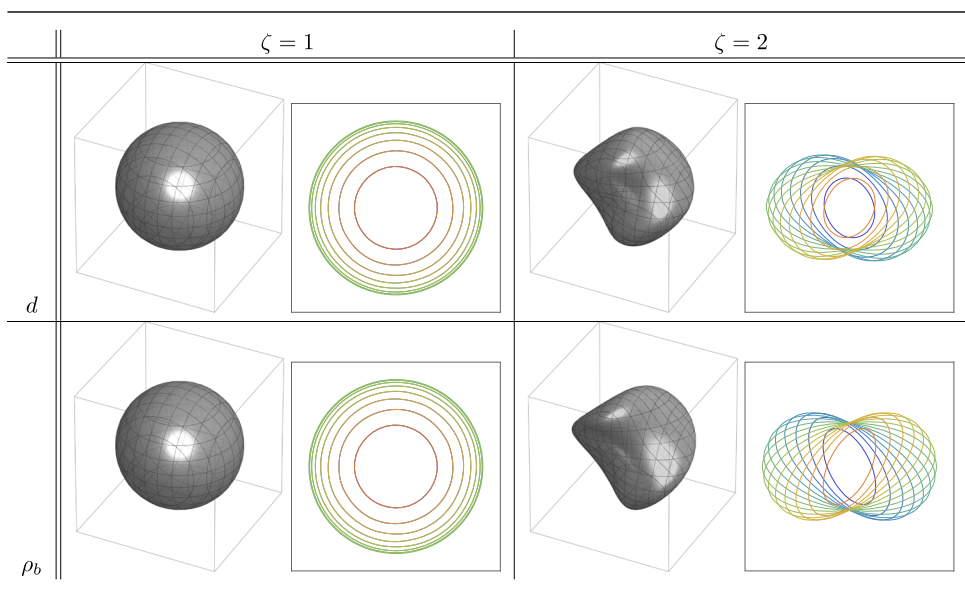 ζ = 1 ζ = 2
d
ρ_b